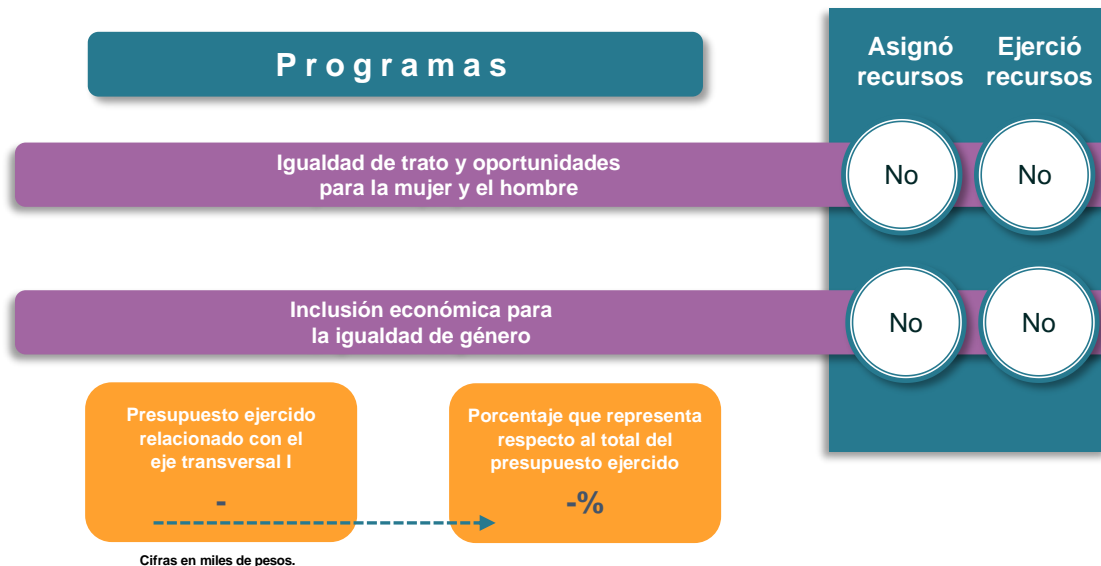 Programas
Asignó
recursos
Ejerció
recursos
Igualdad de trato y oportunidades
para la mujer y el hombre
No
No
Inclusión económica para
la igualdad de género
No
No
Presupuesto ejercido
relacionado con el
eje transversal I
-
Porcentaje que representa
respecto al total del
presupuesto ejercido
-%
Cifras en miles de pesos.